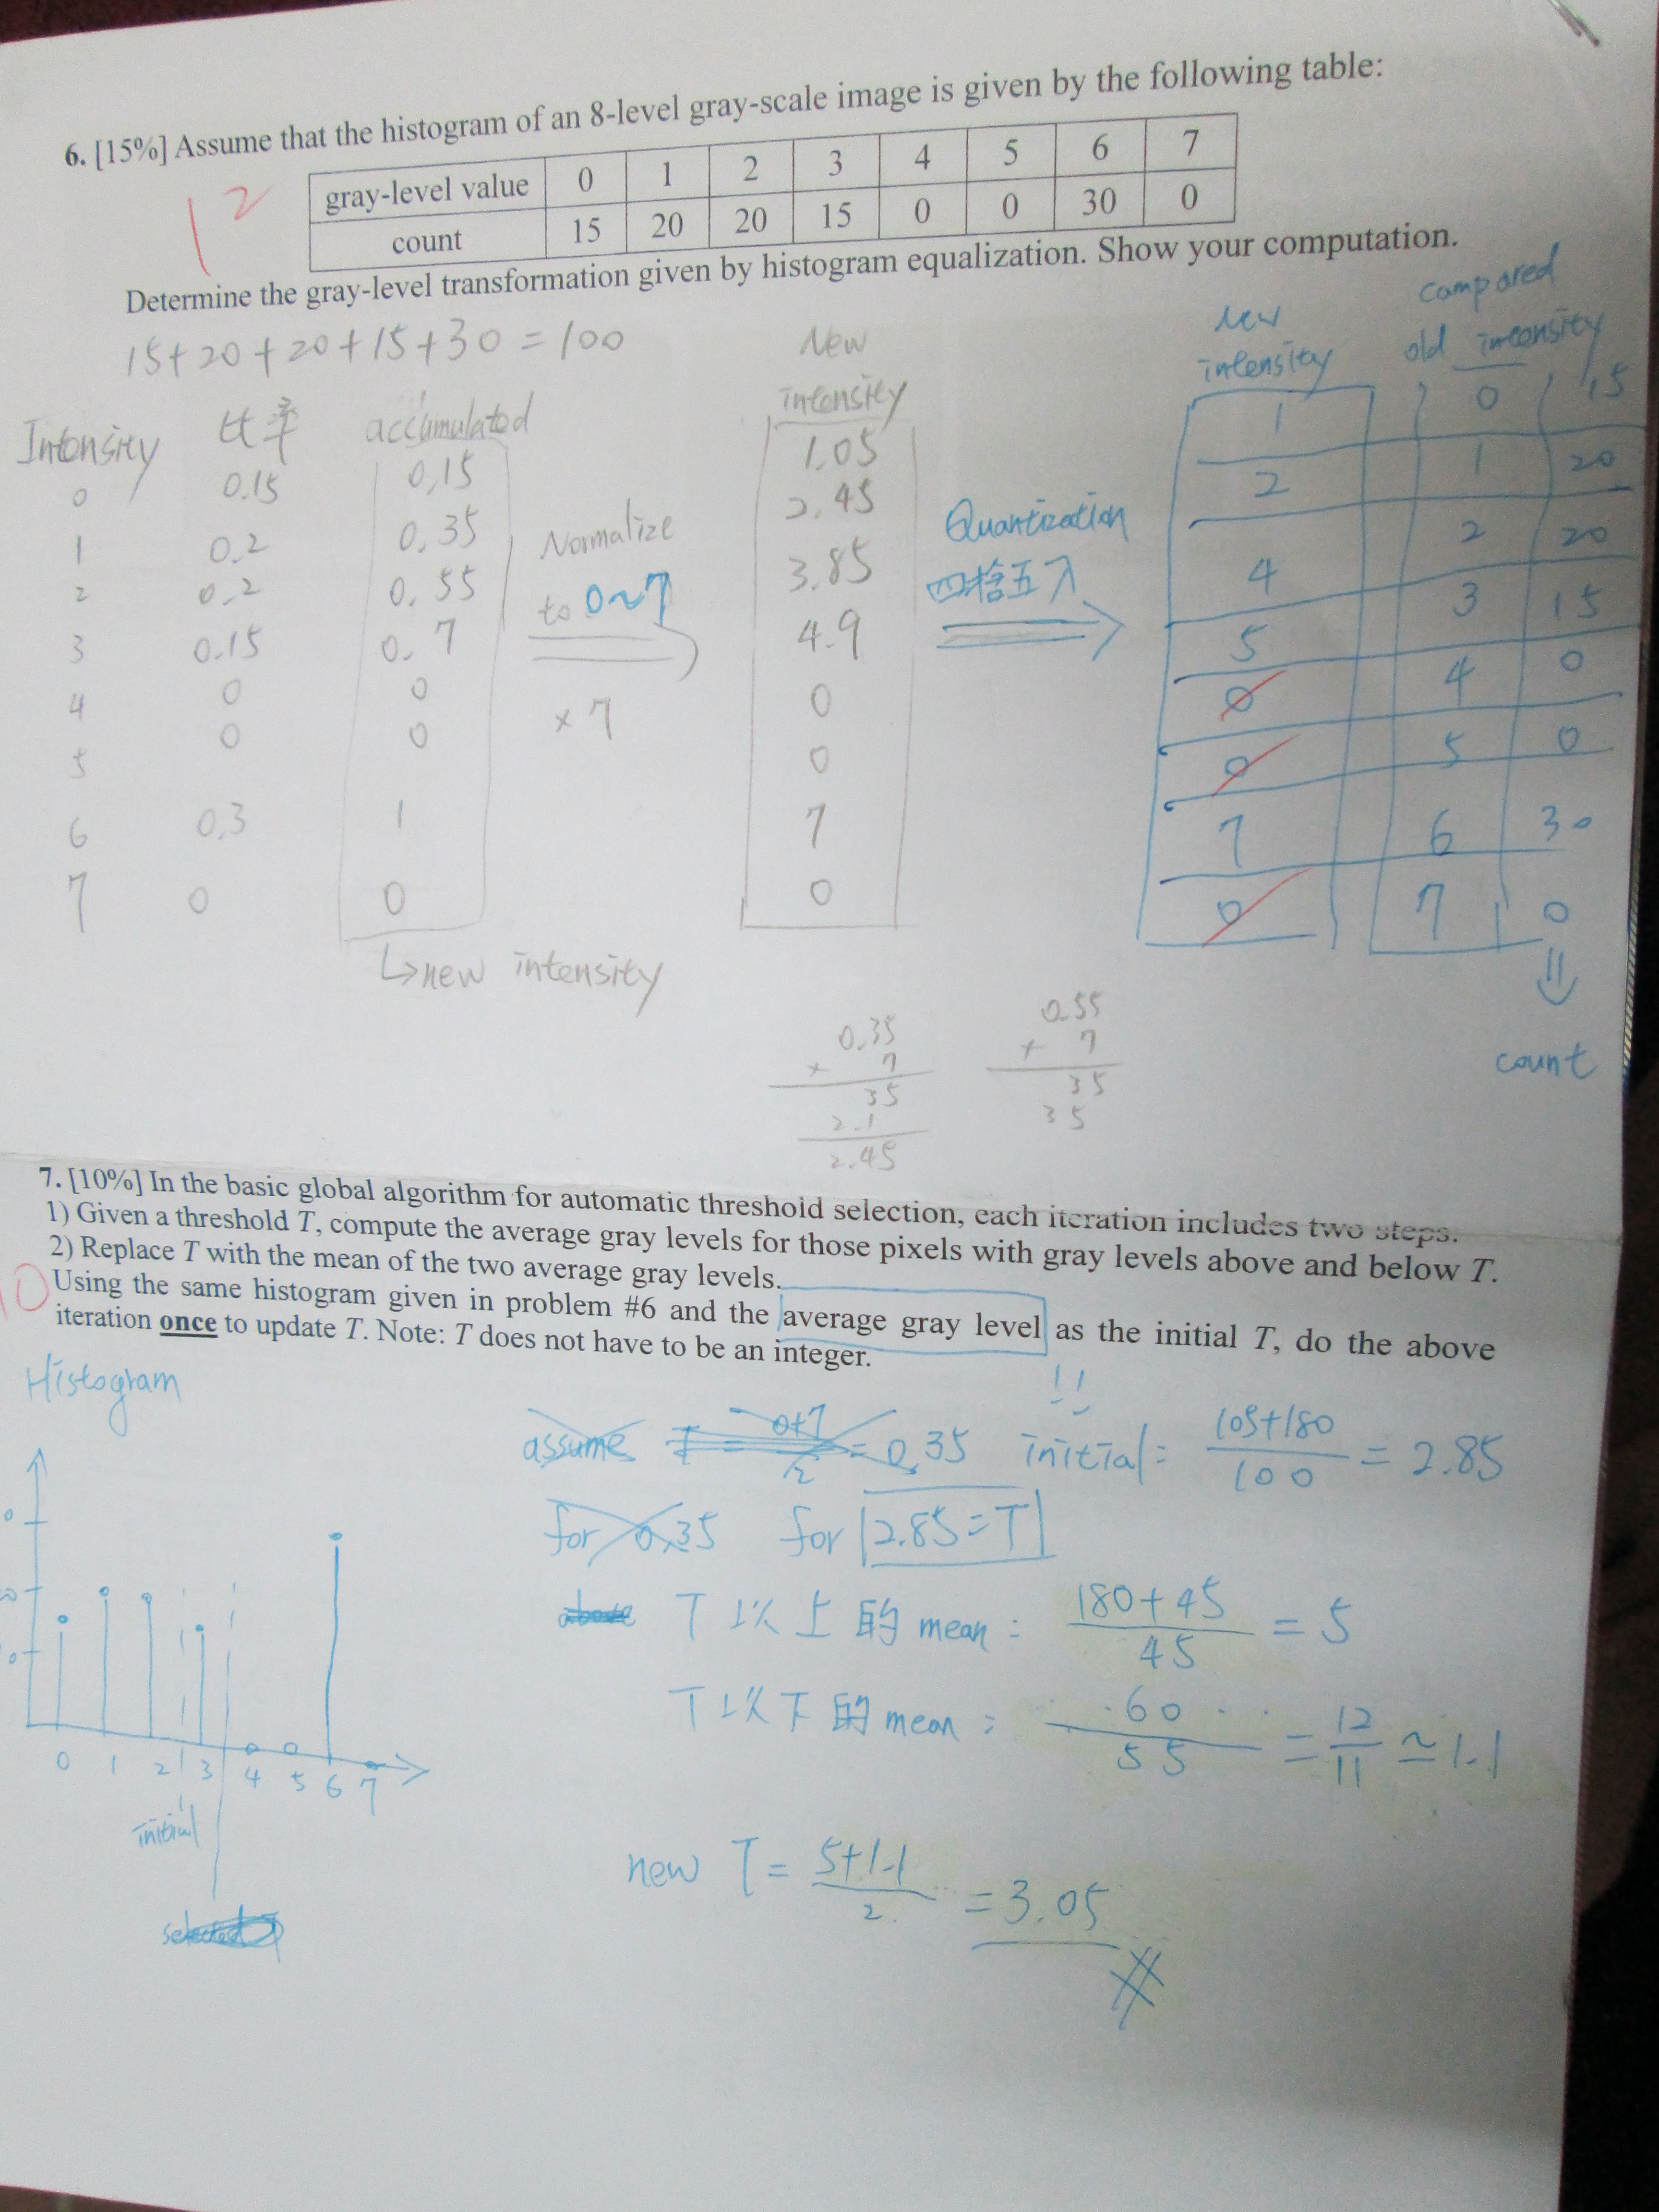 6. [15%] Assume that the histogram of an 8-level gray-scale image is given by the following table:
12
gray-level value 0 1 2 3 4 5 6 7
count 15 20 20 15 0 0 30 0
Determine the gray-level transformation given by histogram equalization. Show your computation.
15+20+20+15+30=100
Intensity 比率 accumulated
0 0.15 0,15
1 0.2 0.35
2 0.2 0.55
3 0.15 0.7
4 0 0
5 0 0
6 0.3 1
7 0 0
↳new intensity
Normalize
to 0~7
× 7
New
intensity
1.05
2.45
3.85
4.9
0
0
7
0
Quantization
四捨五入
new
intensity
compared
old intensity
1 0 15
2 1 20
4 2 20
5 3 15
0 4 0
0 5 0
7 6 30
0 7 0
⇓
count
0.35
× 7
35
2.1
2.45
0.55
× 7
35
35
7. [10%] In the basic global algorithm for automatic threshold selection, each iteration includes two steps.
1) Given a threshold T, compute the average gray levels for those pixels with gray levels above and below T.
2) Replace T with the mean of the two average gray levels.
10
Using the same histogram given in problem #6 and the average gray level as the initial T, do the above
iteration once to update T. Note: T does not have to be an integer.
Histogram
0 1 2 3 4 5 6 7
initial
assume T = 0+7/2 = 0.35 initial: 105+180/100 = 2.85
for 0.35 for 2.85=T
above T 以上的 mean: 180+45/45 = 5
T 以下的 mean: 60/55 = 12/11 ≃ 1.1
new T = 5+1.1/2 = 3.05
#